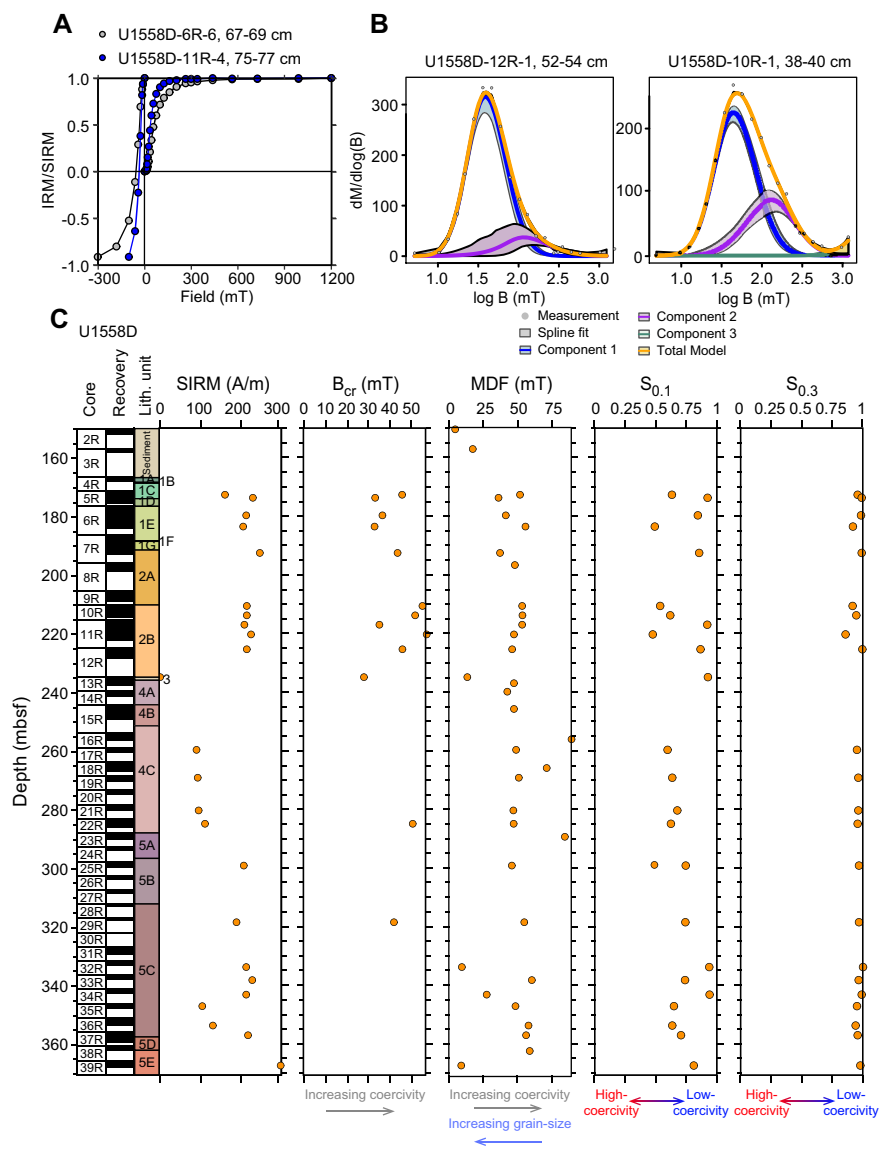 A
U1558D-6R-6, 67-69 cm
U1558D-11R-4, 75-77 cm
1.0
0.5
0.0
-0.5
-1.0
IRM/SIRM
-300 0 300 600 900 1200
Field (mT)
B
U1558D-12R-1, 52-54 cm
300
200
100
0
dM/dlog(B)
1.0 1.5 2.0 2.5 3.0
log B (mT)
U1558D-10R-1, 38-40 cm
200
100
0
1.0 1.5 2.0 2.5 3.0
log B (mT)
Measurement
Spline fit
Component 1
Component 2
Component 3
Total Model
C
U1558D
Core
Recovery
Lith. unit
SIRM (A/m)
0 100 200 300
Bcr (mT)
0 10 20 30 40 50
MDF (mT)
0 25 50 75
S0.1
0 0.25 0.5 0.75 1
S0.3
0 0.25 0.5 0.75 1
Depth (mbsf)
160
180
200
220
240
260
280
300
320
340
360
2R
3R
4R
5R
6R
7R
8R
9R
10R
11R
12R
13R
14R
15R
16R
17R
18R
19R
20R
21R
22R
23R
24R
25R
26R
27R
28R
29R
30R
31R
32R
33R
34R
35R
36R
37R
38R
39R
Sediment
1A
1B
1C
1D
1E
1F
1G
2A
2B
3
4A
4B
4C
5A
5B
5C
5D
5E
Increasing coercivity
Increasing coercivity
Increasing grain-size
High-
coercivity
Low-
coercivity
High-
coercivity
Low-
coercivity